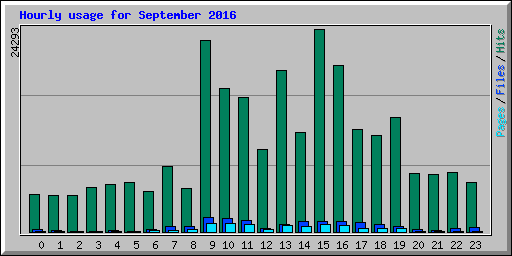 Hourly usage for September 2016
24293
Pages / Files / Hits
0 1 2 3 4 5 6 7 8 9 10 11 12 13 14 15 16 17 18 19 20 21 22 23